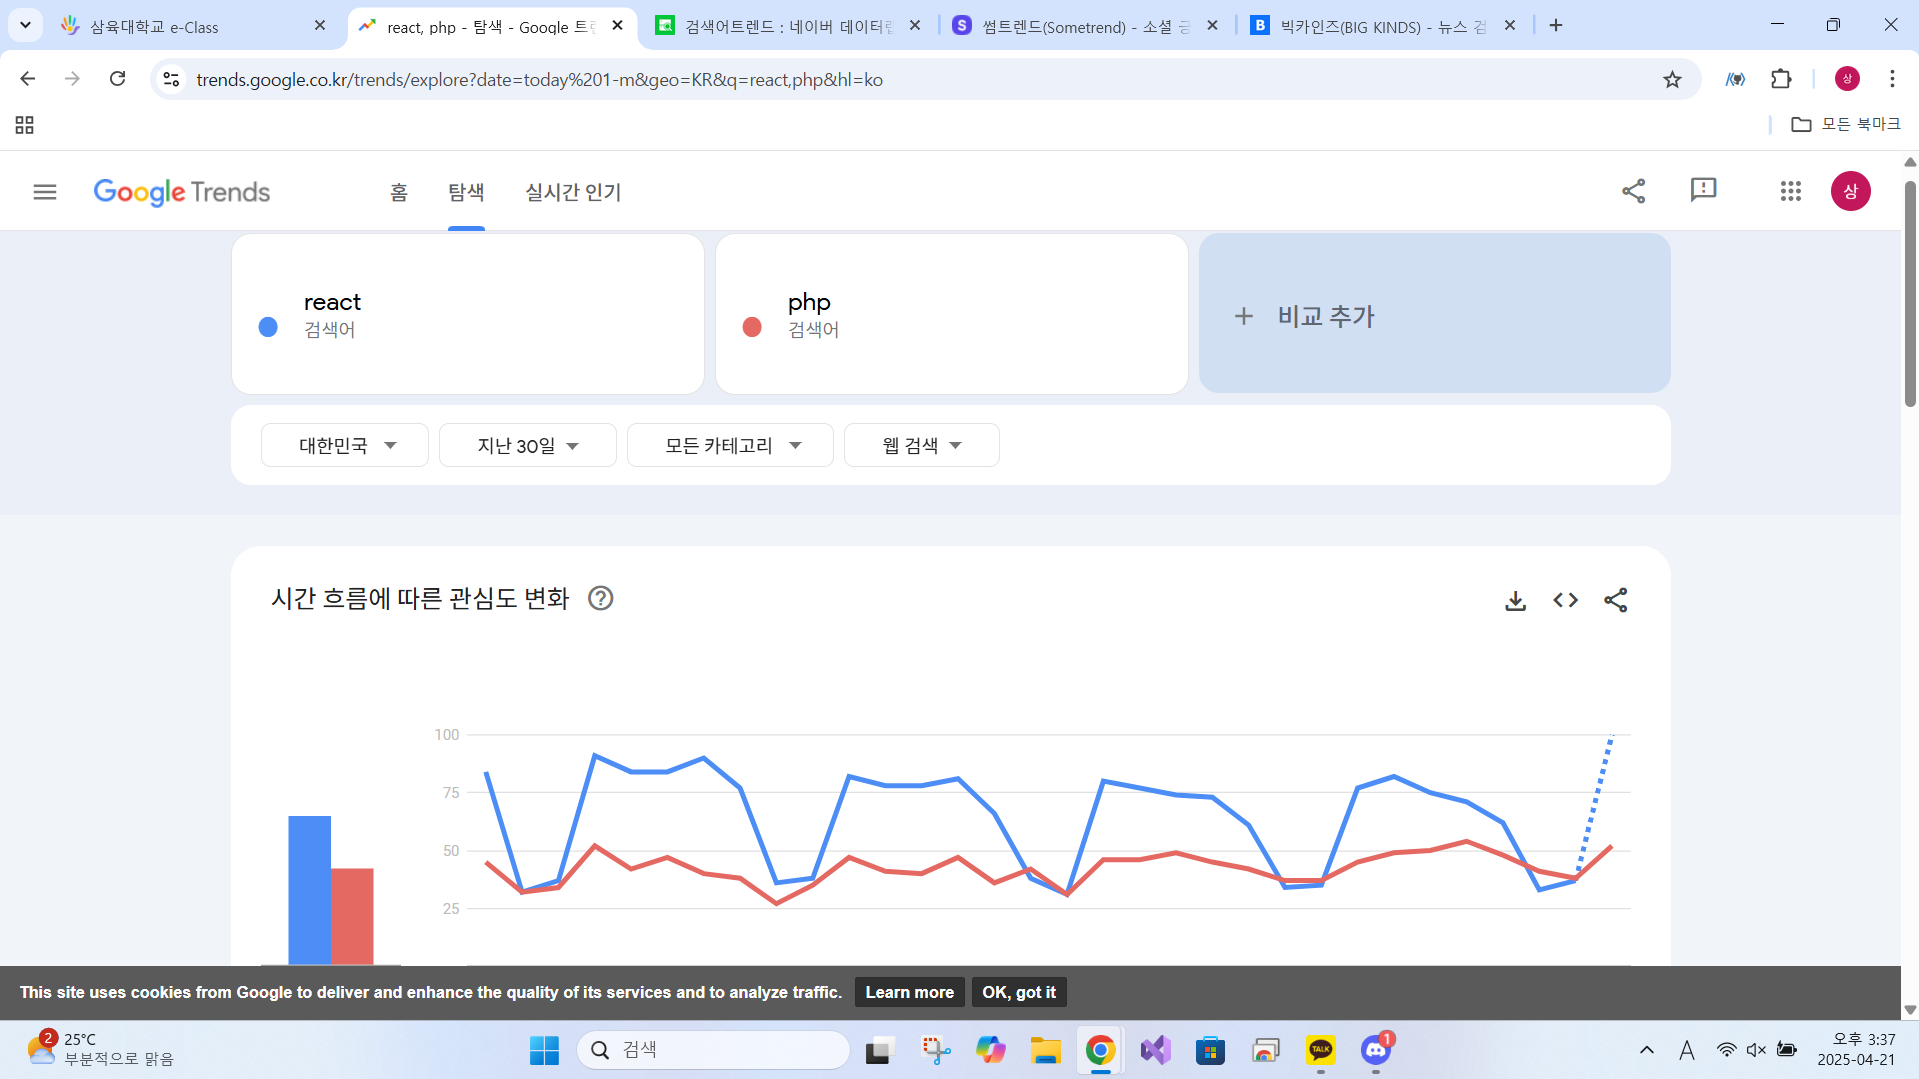 삼육대학교 e-Class
react, php - 탐색 - Google 트렌
검색어트렌드 : 네이버 데이터랩
썸트렌드(Sometrend) - 소셜 긍
빅카인즈(BIG KINDS) - 뉴스 검
trends.google.co.kr/trends/explore?date=today%201-m&geo=KR&q=react,php&hl=ko
상
모든 북마크
Google Trends
홈
탐색
실시간 인기
상
react
검색어
php
검색어
+ 비교 추가
대한민국
지난 30일
모든 카테고리
웹 검색
시간 흐름에 따른 관심도 변화
100
75
50
25
This site uses cookies from Google to deliver and enhance the quality of its services and to analyze traffic.
Learn more
OK, got it
2
25°C
부분적으로 맑음
검색
TALK
1
A
오후 3:37
2025-04-21